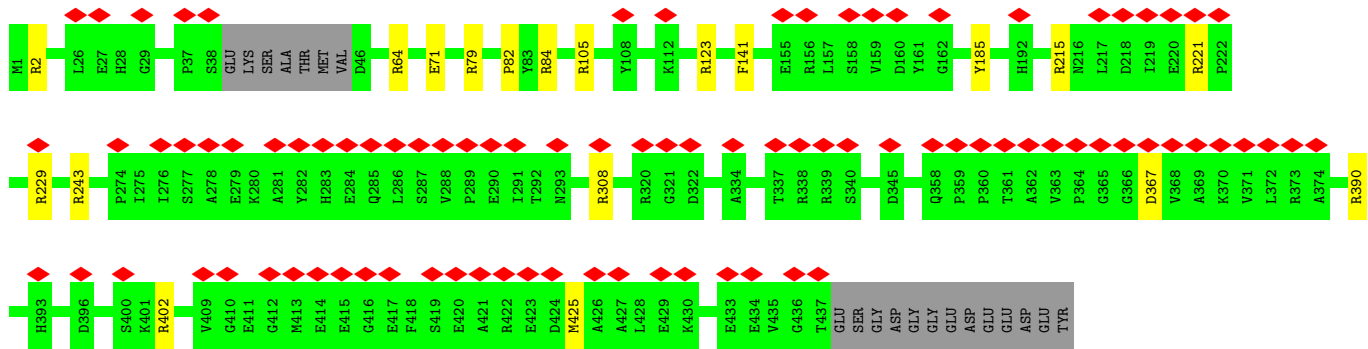 M1 R2 L26 E27 H28 G29 P37 S38 GLU LYS SER ALA THR MET VAL D46 R64 E71 R79 P82 Y83 R84 R105 Y108 K112 R123 F141 E155 R156 L157 S158 V159 D160 Y161 G162 Y185 H192 R215 N216 L217 D218 I219 E220 R221 P222
R229 R243 P274 I275 I276 S277 A278 E279 K280 A281 Y282 H283 E284 Q285 L286 S287 V288 P289 E290 I291 T292 N293 R308 R320 G321 D322 A334 T337 R338 R339 S340 D345 Q358 P359 P360 T361 A362 V363 P364 G365 G366 D367 V368 A369 K370 V371 L372 R373 A374 R390
H393 D396 S400 K401 R402 V409 G410 E411 G412 M413 E414 E415 G416 E417 F418 S419 E420 A421 R422 E423 D424 M425 A426 A427 L428 E429 K430 E433 E434 V435 G436 T437 GLU SER GLY ASP GLY GLY GLU ASP GLU GLU ASP GLU TYR